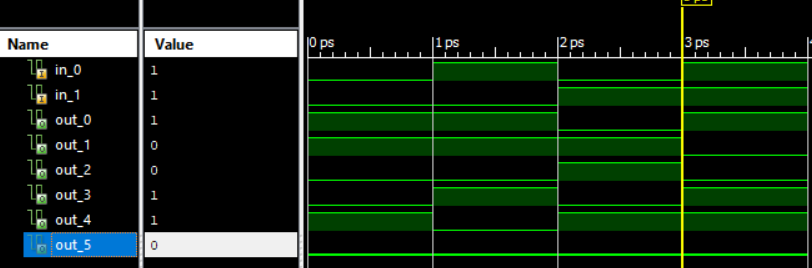 Name Value 0 ps 1 ps 2 ps 3 ps
in_0 1
in_1 1
out_0 1
out_1 0
out_2 0
out_3 1
out_4 1
out_5 0